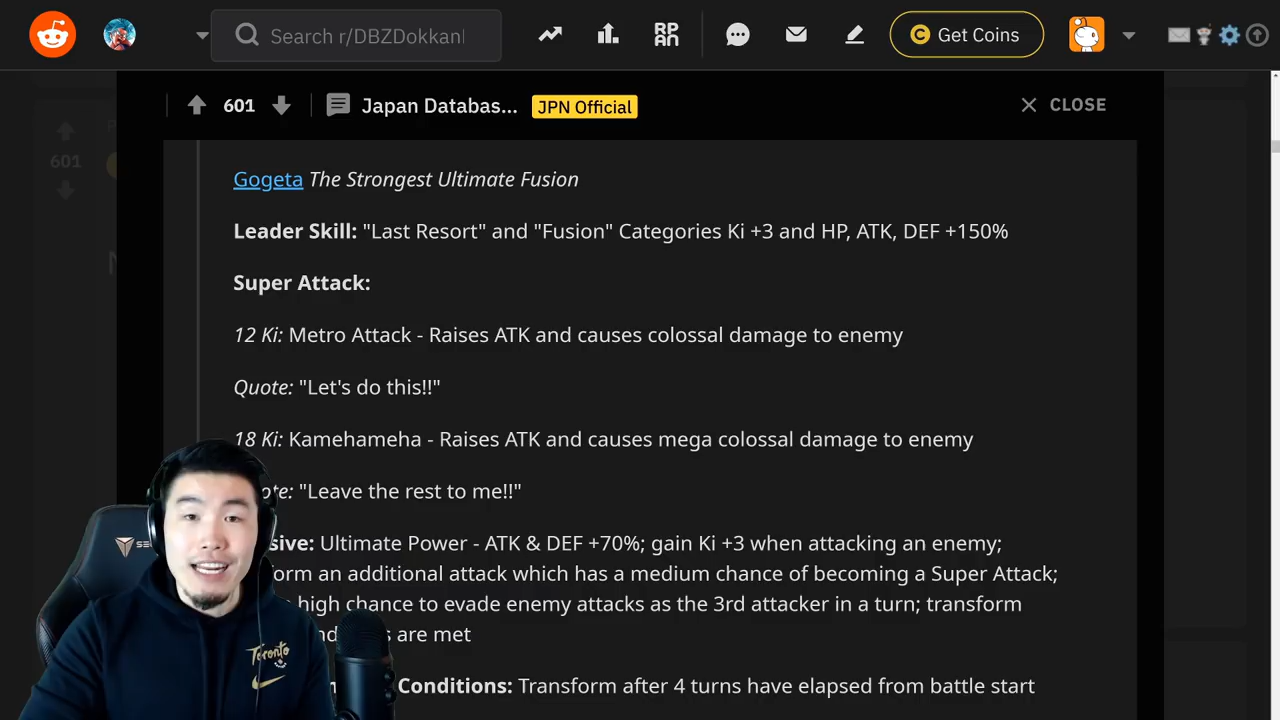 Search r/DBZDokkanl
Get Coins
601 Japan Databas... JPN Official CLOSE
601
Gogeta The Strongest Ultimate Fusion
Leader Skill: "Last Resort" and "Fusion" Categories Ki +3 and HP, ATK, DEF +150%
Super Attack:
12 Ki: Metro Attack - Raises ATK and causes colossal damage to enemy
Quote: "Let's do this!!"
18 Ki: Kamehameha - Raises ATK and causes mega colossal damage to enemy
"Leave the rest to me!!"
Ultimate Power - ATK & DEF +70%; gain Ki +3 when attacking an enemy;
an additional attack which has a medium chance of becoming a Super Attack;
high chance to evade enemy attacks as the 3rd attacker in a turn; transform
are met
Conditions: Transform after 4 turns have elapsed from battle start
Toronto